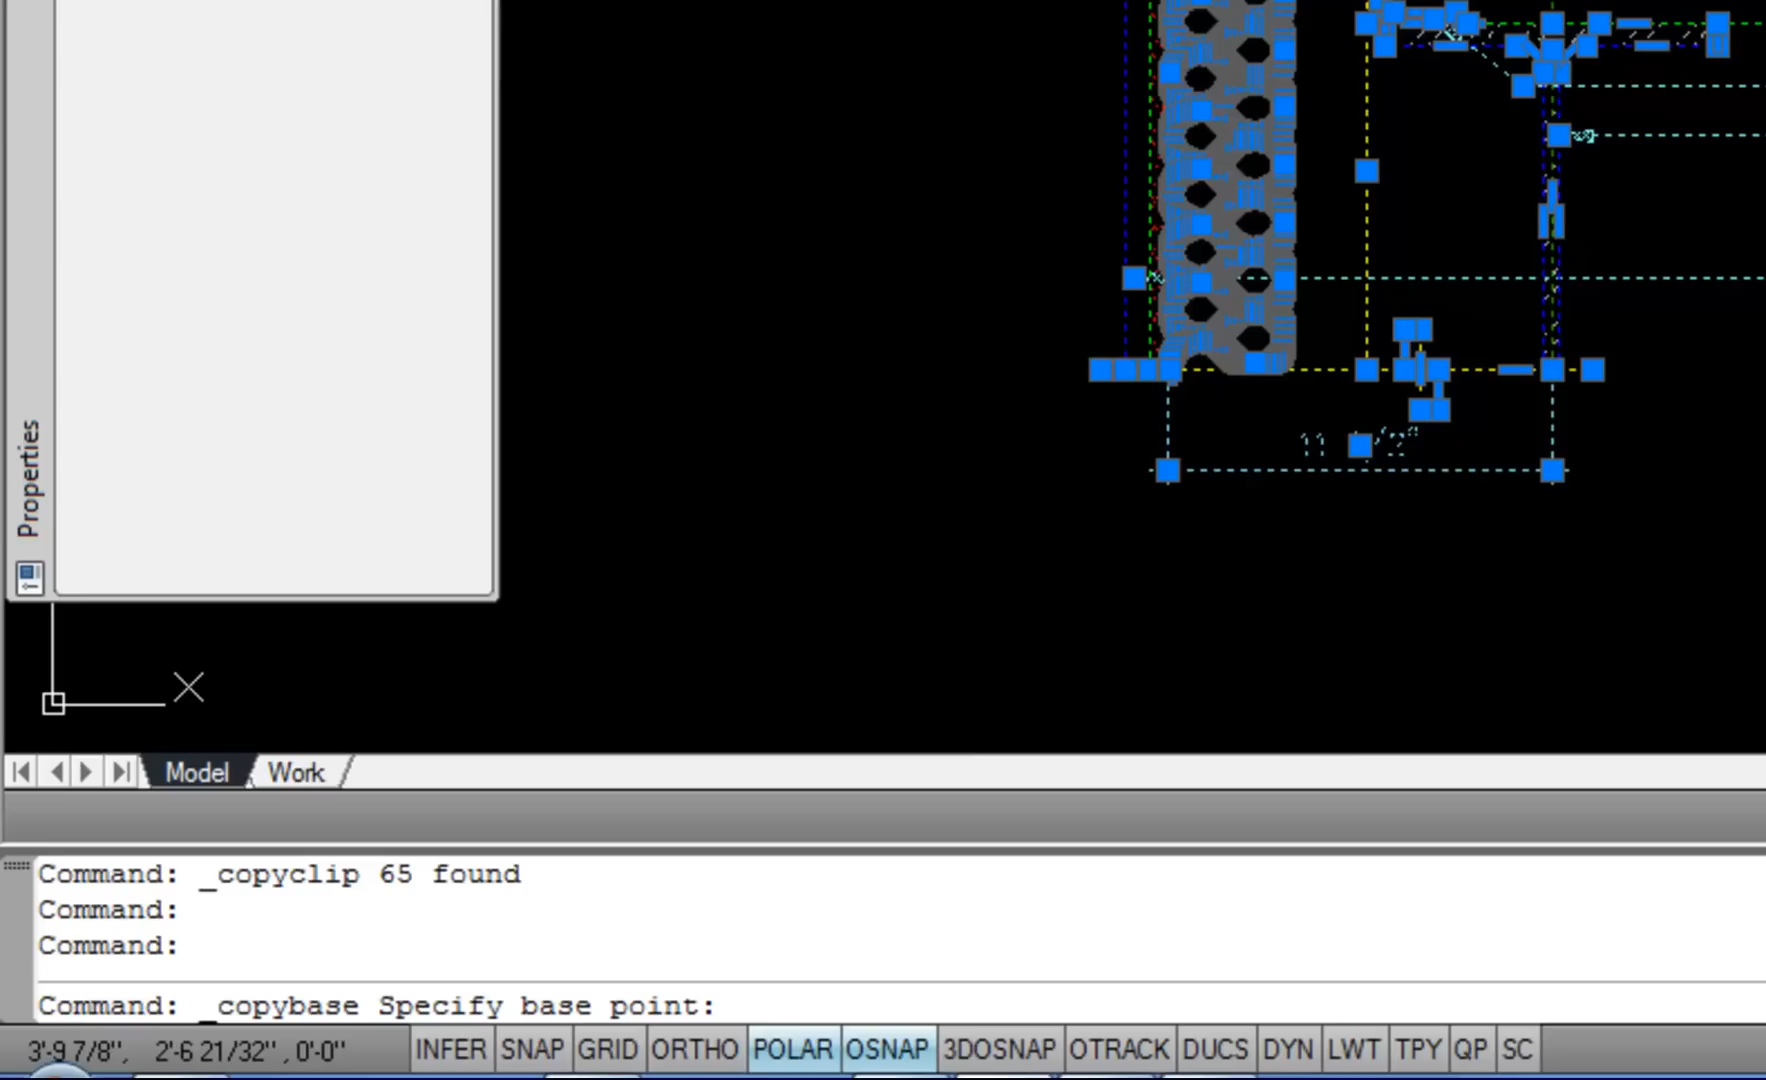 Properties
Model Work
Command: _copyclip 65 found
Command:
Command:
Command: _copybase Specify base point:
3'-9 7/8", 2'-6 21/32" , 0'-0" INFER SNAP GRID ORTHO POLAR OSNAP 3DOSNAP OTRACK DUCS DYN LWT TPY QP SC